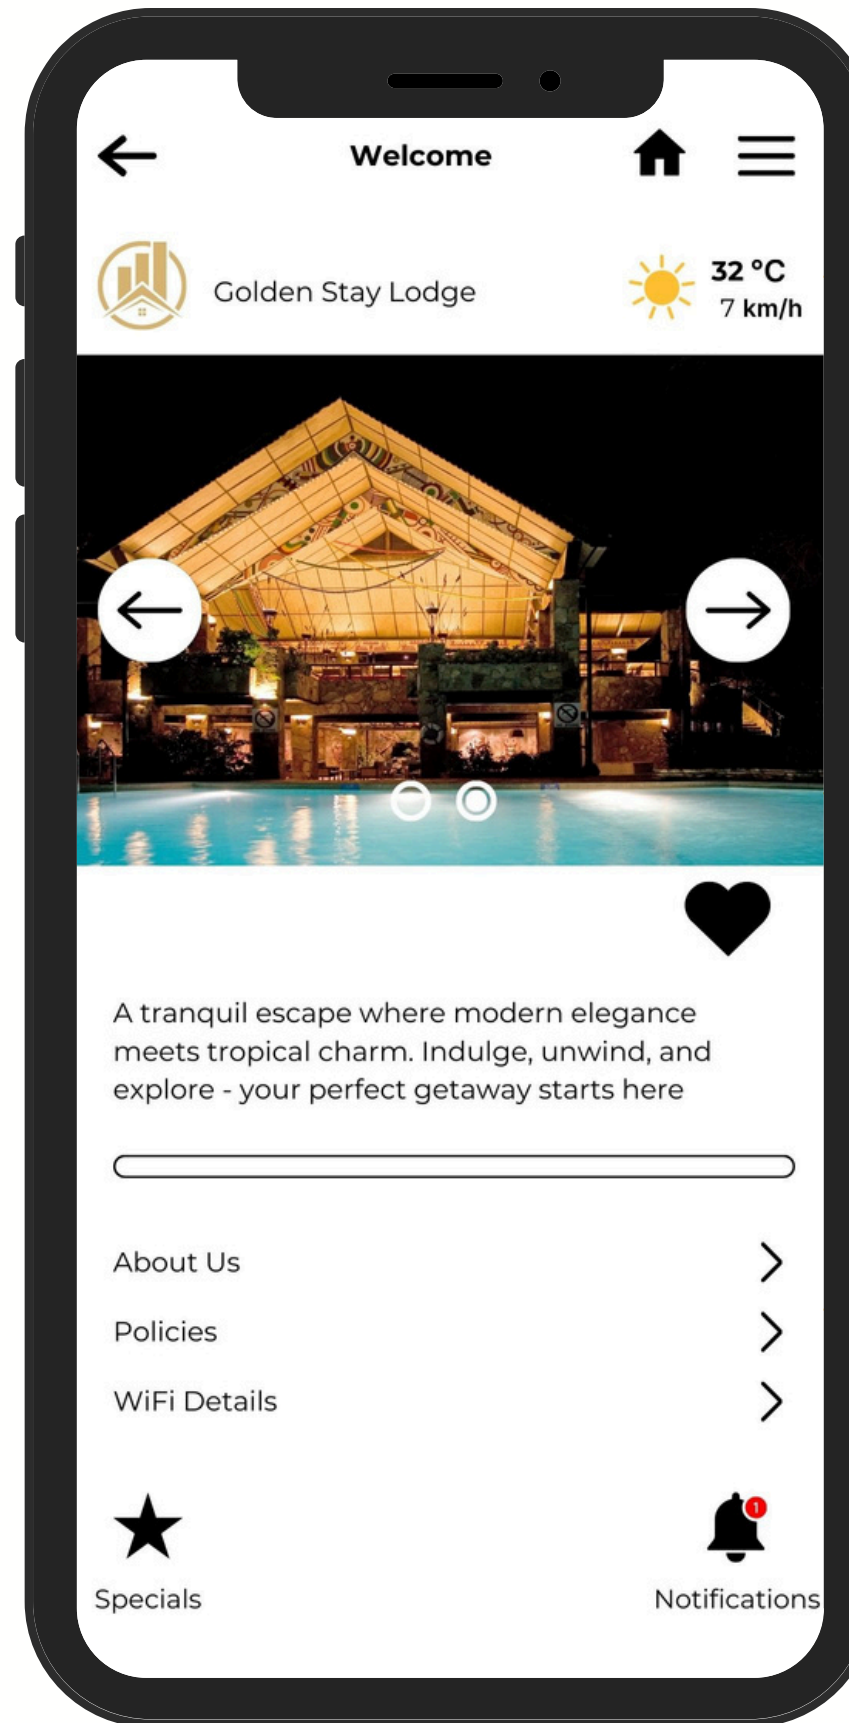 Welcome
Golden Stay Lodge
32 °C
7 km/h
A tranquil escape where modern elegance
meets tropical charm. Indulge, unwind, and
explore - your perfect getaway starts here
About Us
Policies
WiFi Details
1
Specials
Notifications